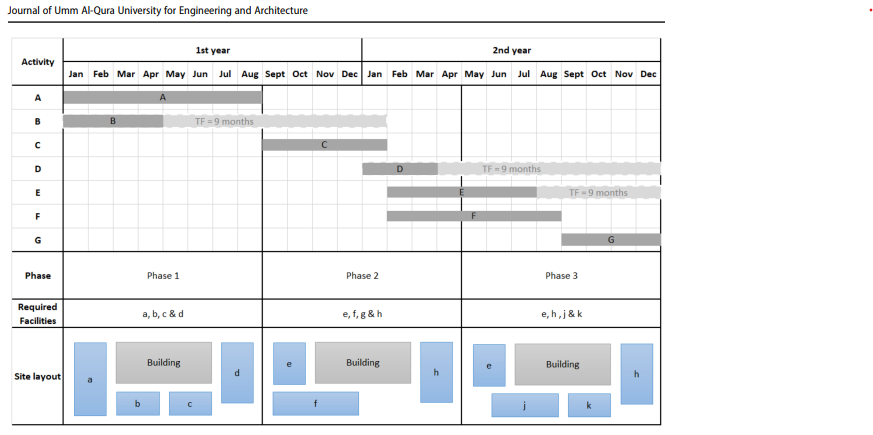 Journal of Umm Al-Qura University for Engineering and Architecture
Activity 1st year 2nd year
Jan Feb Mar Apr May Jun Jul Aug Sept Oct Nov Dec Jan Feb Mar Apr May Jun Jul Aug Sept Oct Nov Dec
A A
B B TF = 9 months
C C
D D TF = 9 months
E E TF = 9 months
F F
G G
Phase Phase 1 Phase 2 Phase 3
Required Facilities a, b, c & d e, f, g & h e, h , j & k
Site layout
a Building b c d
e Building f h
e Building j k h